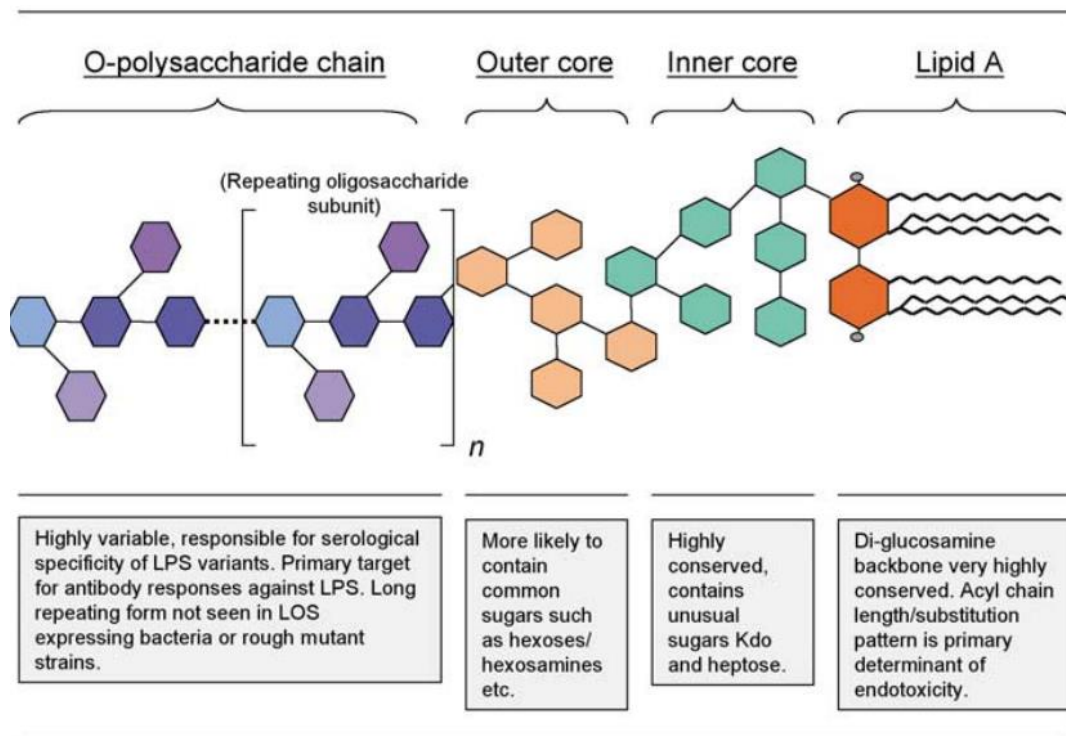 O-polysaccharide chain
Outer core
Inner core
Lipid A
(Repeating oligosaccharide
subunit)
n
Highly variable, responsible for serological
specificity of LPS variants. Primary target
for antibody responses against LPS. Long
repeating form not seen in LOS
expressing bacteria or rough mutant
strains.
More likely to
contain
common
sugars such
as hexoses/
hexosamines
etc.
Highly
conserved,
contains
unusual
sugars Kdo
and heptose.
Di-glucosamine
backbone very highly
conserved. Acyl chain
length/substitution
pattern is primary
determinant of
endotoxicity.